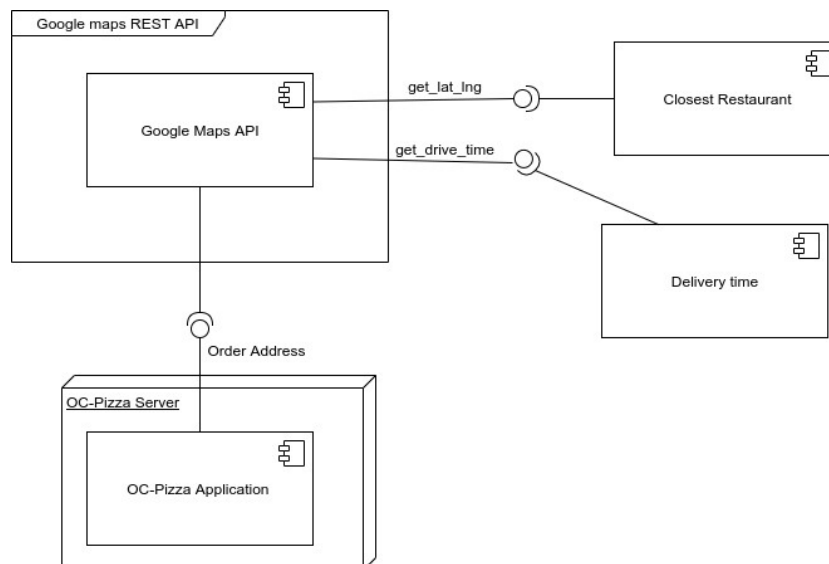 Google maps REST API
get_lat_lng
Closest Restaurant
Google Maps API
get_drive_time
Delivery time
Order Address
OC-Pizza Server
OC-Pizza Application